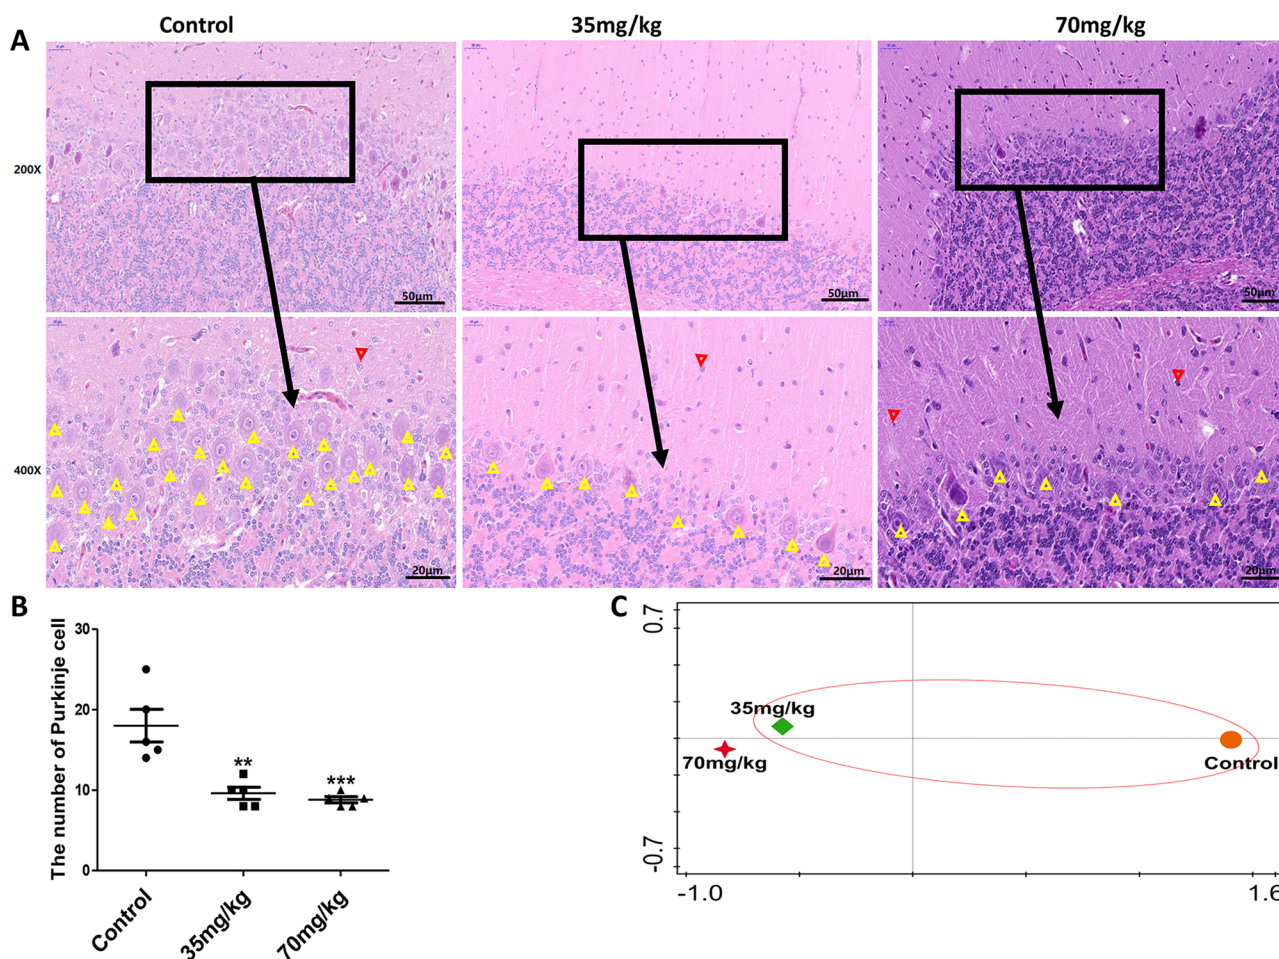 A
Control
35mg/kg
70mg/kg
200X
50μm
50μm
50μm
400X
20μm
20μm
20μm
B
The number of Purkinje cell
30
20
10
0
**
***
Control
35mg/kg
70mg/kg
C
0.7
-0.7
35mg/kg
70mg/kg
Control
-1.0
1.6